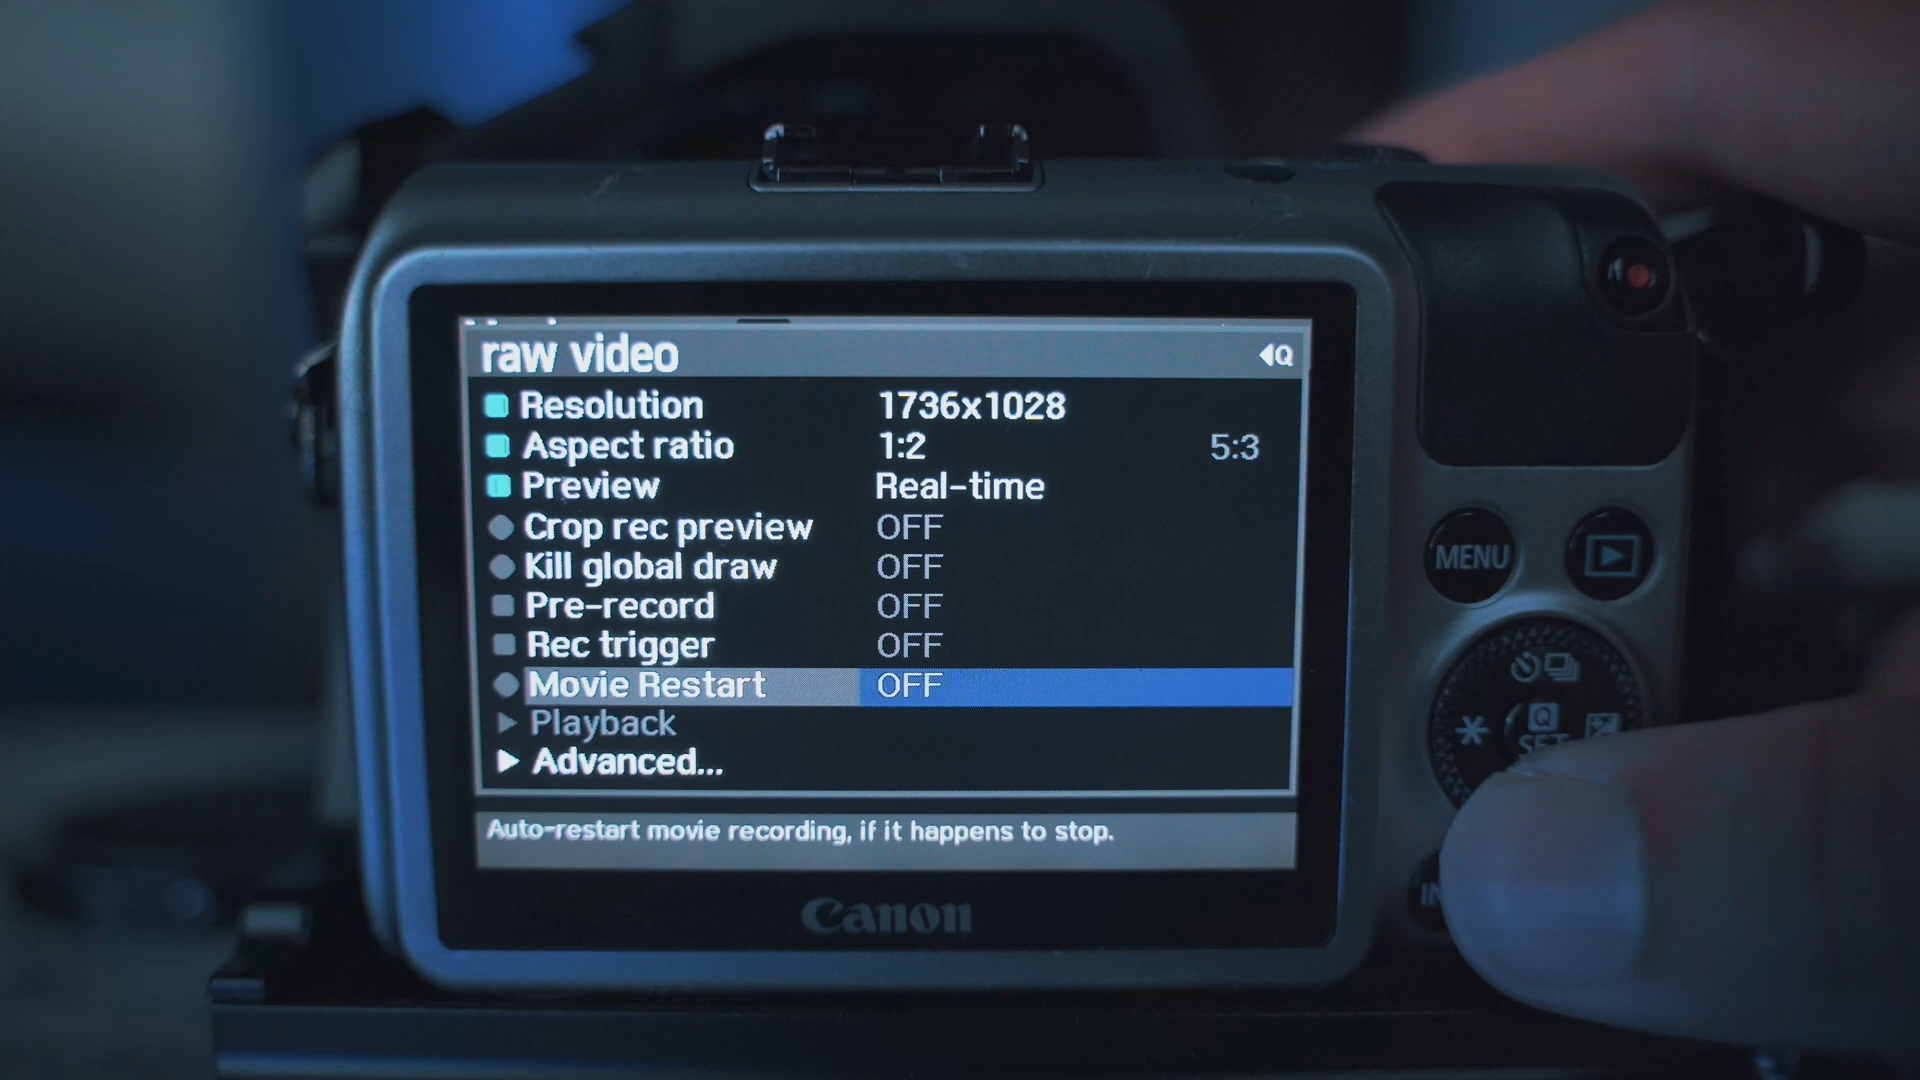 raw video Q
Resolution 1736x1028
Aspect ratio 1:2 5:3
Preview Real-time
Crop rec preview OFF
Kill global draw OFF
Pre-record OFF
Rec trigger OFF
Movie Restart OFF
Playback
Advanced...
Auto-restart movie recording, if it happens to stop.
Canon
MENU
Q
SET